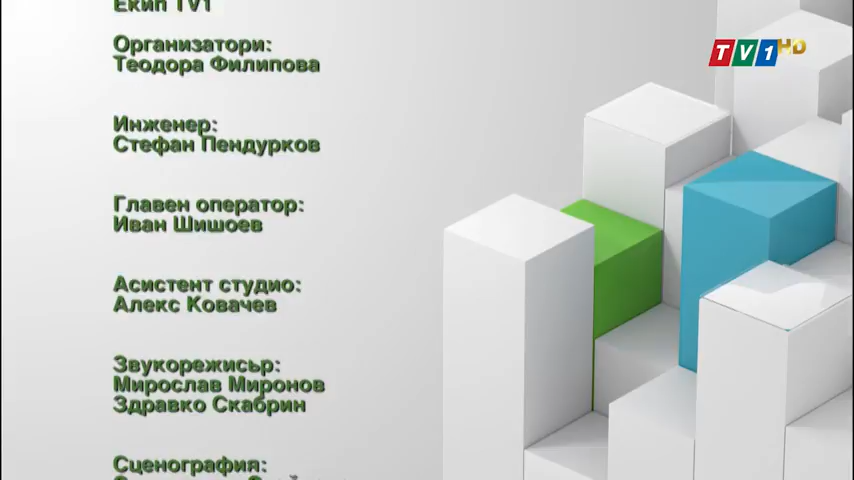 Екип TV1
TV1 HD
Организатори:
Теодора Филипова
Инженер:
Стефан Пендурков
Главен оператор:
Иван Шишоев
Асистент студио:
Алекс Ковачев
Звукорежисьр:
Мирослав Миронов
Здравко Скабрин
Сценография: